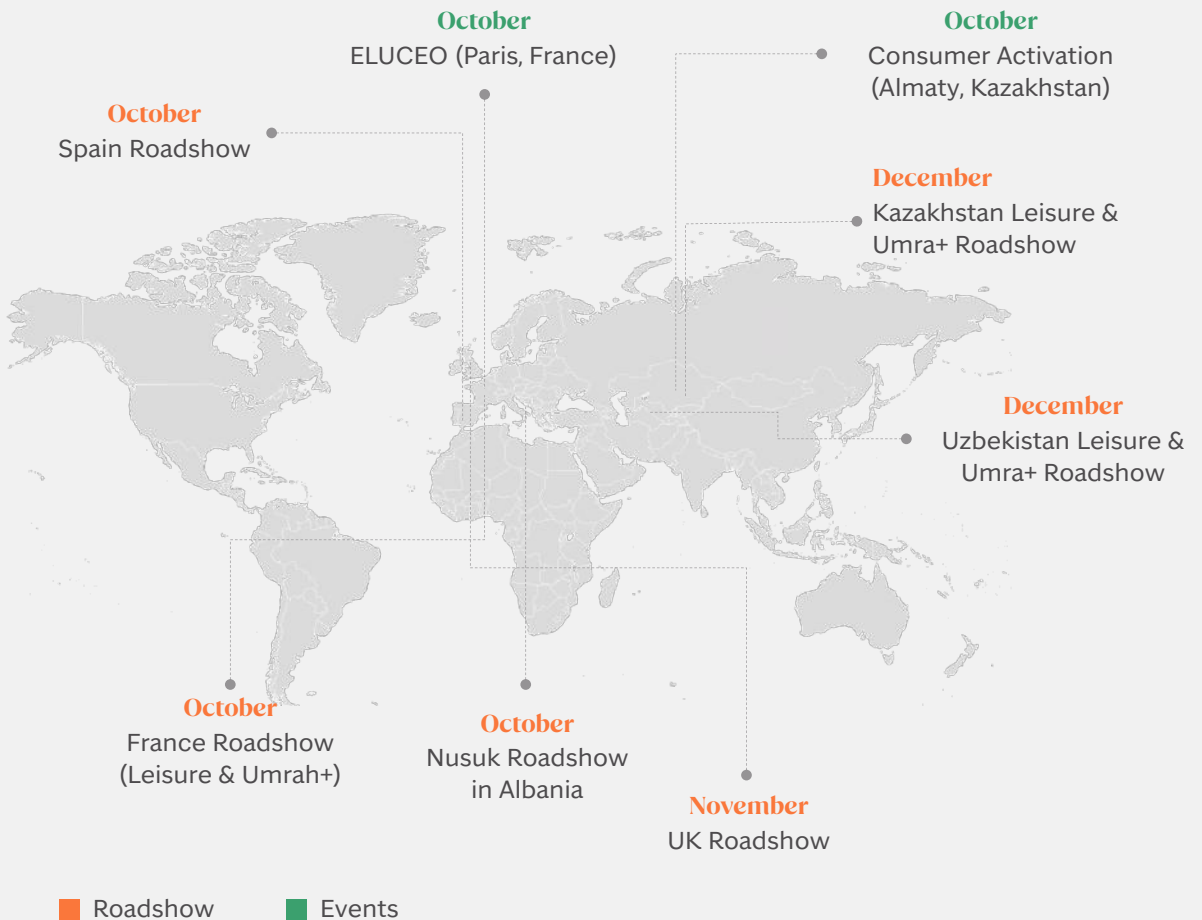 October
ELUCEO (Paris, France)
October
Consumer Activation
(Almaty, Kazakhstan)
October
Spain Roadshow
December
Kazakhstan Leisure &
Umra+ Roadshow
December
Uzbekistan Leisure &
Umra+ Roadshow
October
France Roadshow
(Leisure & Umrah+)
October
Nusuk Roadshow
in Albania
November
UK Roadshow
Roadshow
Events